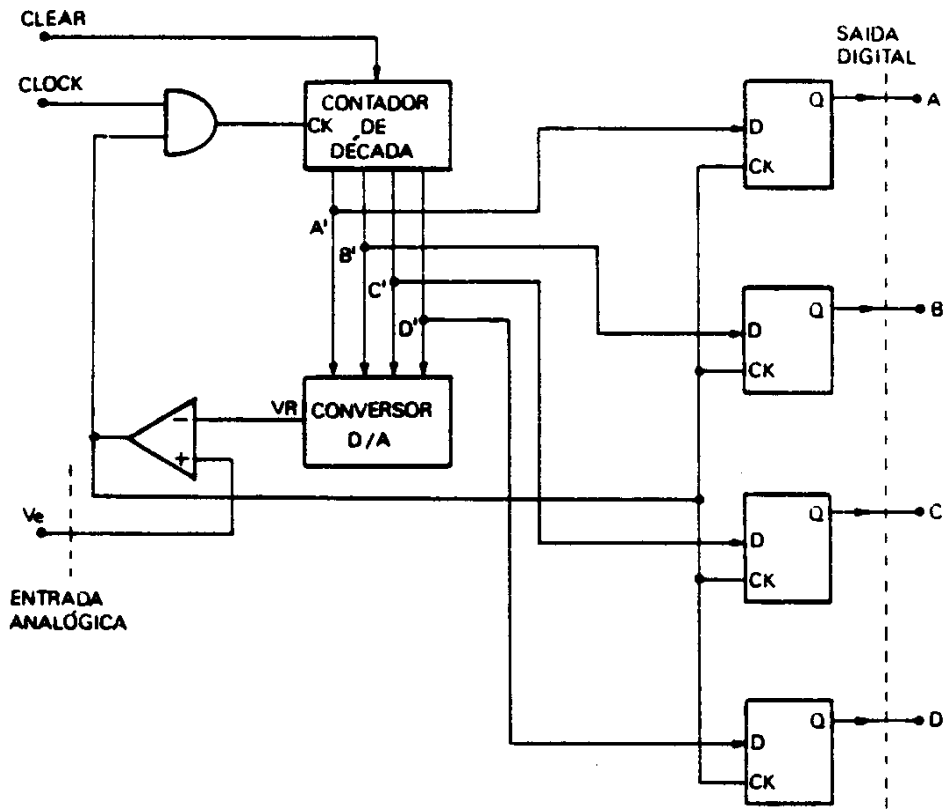 CLEAR
CLOCK
CONTADOR
CK DE
DÉCADA
A'
B'
C'
D'
VR
CONVERSOR
D/A
-
+
Ve
ENTRADA
ANALÓGICA
SAIDA
DIGITAL
Q
A
D
CK
Q
B
D
CK
Q
C
D
CK
Q
D
D
CK